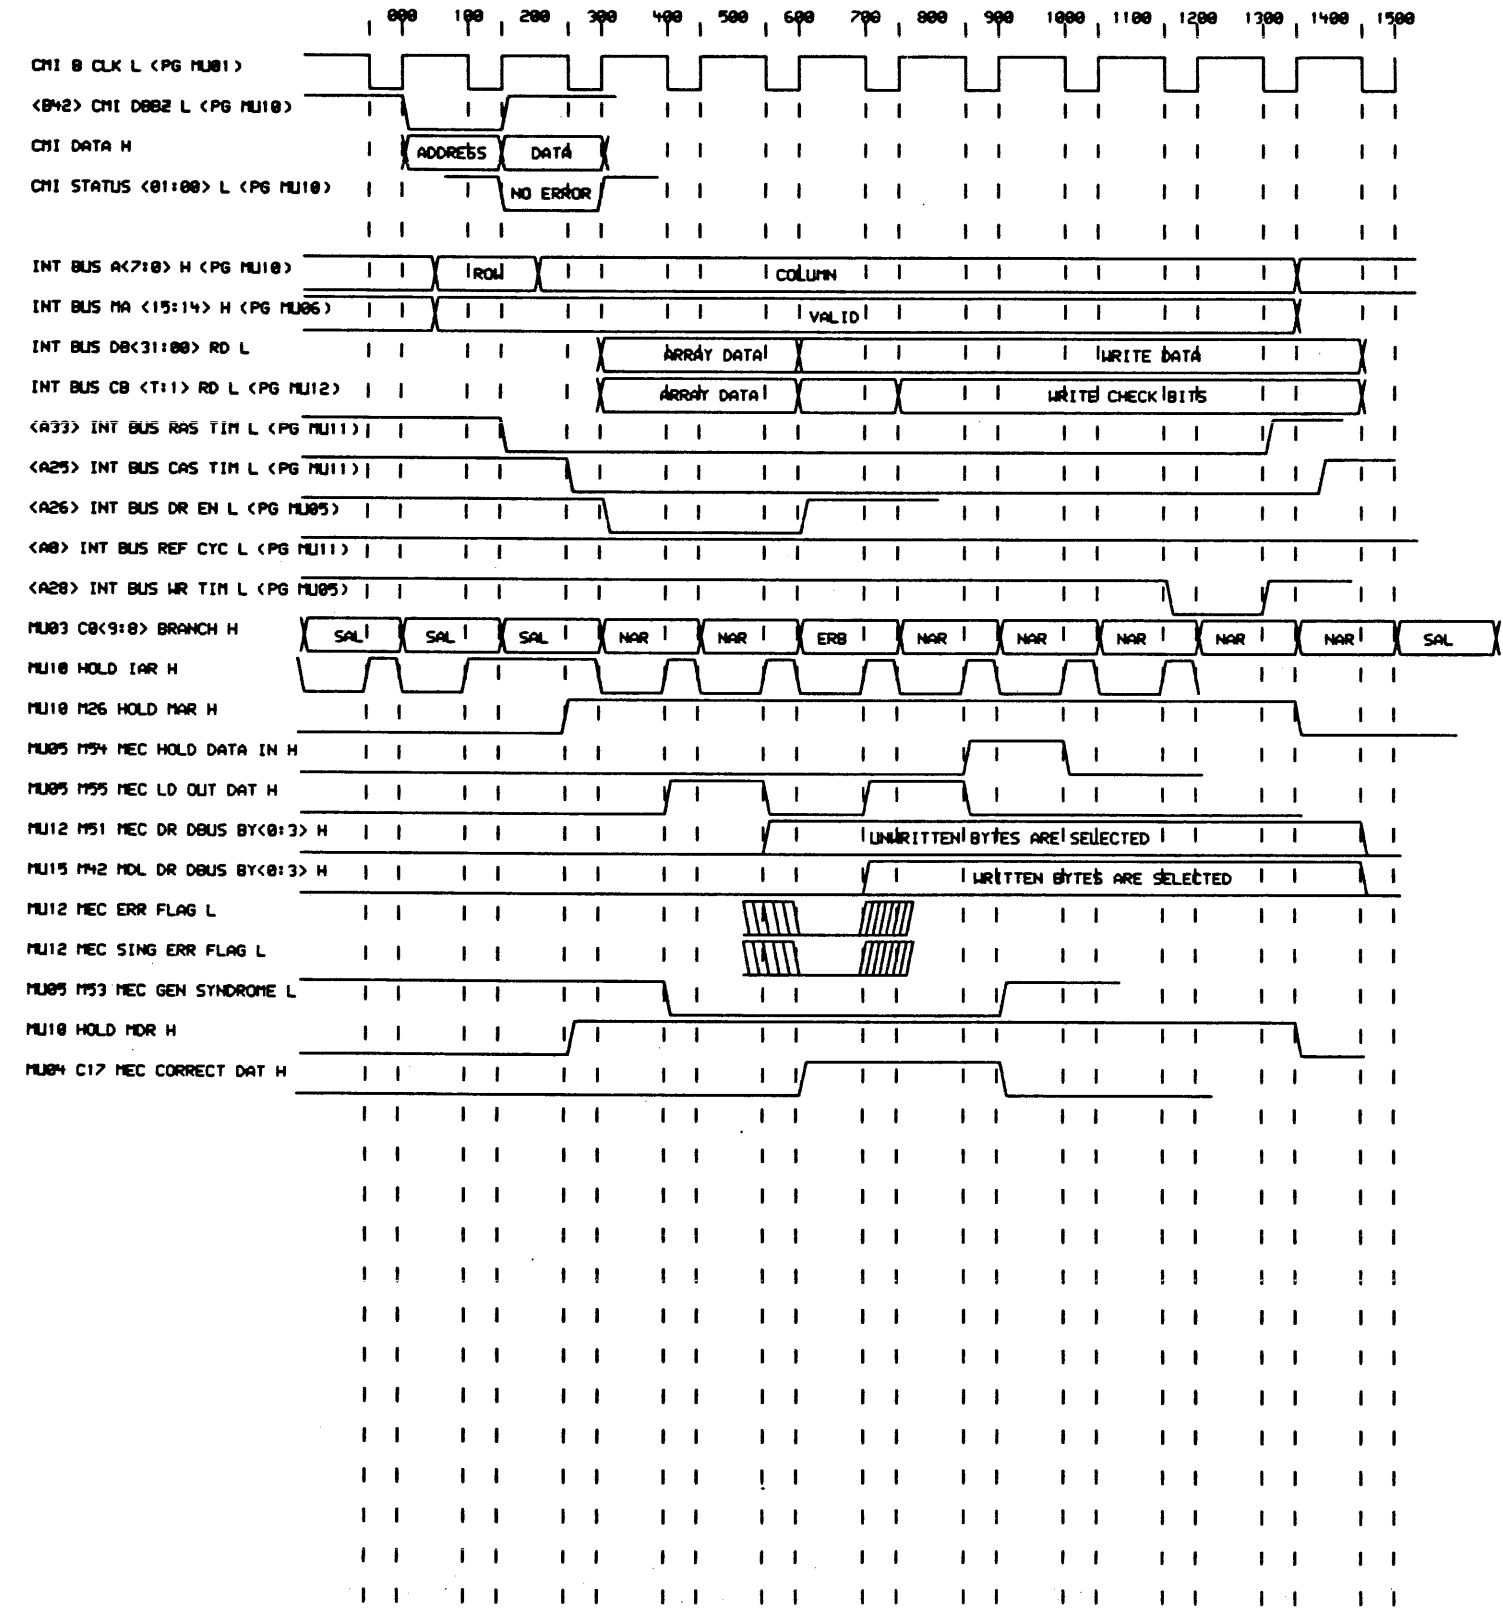 000 100 200 300 400 500 600 700 800 900 1000 1100 1200 1300 1400 1500
CMI B CLK L (PG MU01)
<B42> CMI DBBZ L (PG MU10)
CMI DATA H ADDRESS DATA
CMI STATUS <01:00> L (PG MU10) NO ERROR
INT BUS A<7:0> H (PG MU10) ROW COLUMN
INT BUS MA <15:14> H (PG MU06) VALID
INT BUS DB<31:00> RD L ARRAY DATA WRITE DATA
INT BUS CB <T:1> RD L (PG MU12) ARRAY DATA WRITE CHECK BITS
<A33> INT BUS RAS TIM L (PG MU11)
<A25> INT BUS CAS TIM L (PG MU11)
<A26> INT BUS DR EN L (PG MU05)
<A8> INT BUS REF CYC L (PG MU11)
<A28> INT BUS WR TIM L (PG MU05)
MU03 C0<9:8> BRANCH H SAL SAL SAL NAR NAR ERB NAR NAR NAR NAR NAR SAL
MU10 HOLD IAR H
MU10 M26 HOLD MAR H
MU05 M54 MEC HOLD DATA IN H
MU05 M55 MEC LD OUT DAT H
MU12 M51 MEC DR DBUS BY<0:3> H UNWRITTEN BYTES ARE SELECTED
MU15 M42 MDL DR DBUS BY<0:3> H WRITTEN BYTES ARE SELECTED
MU12 MEC ERR FLAG L
MU12 MEC SING ERR FLAG L
MU05 M53 MEC GEN SYNDROME L
MU10 HOLD MDR H
MU04 C17 MEC CORRECT DAT H